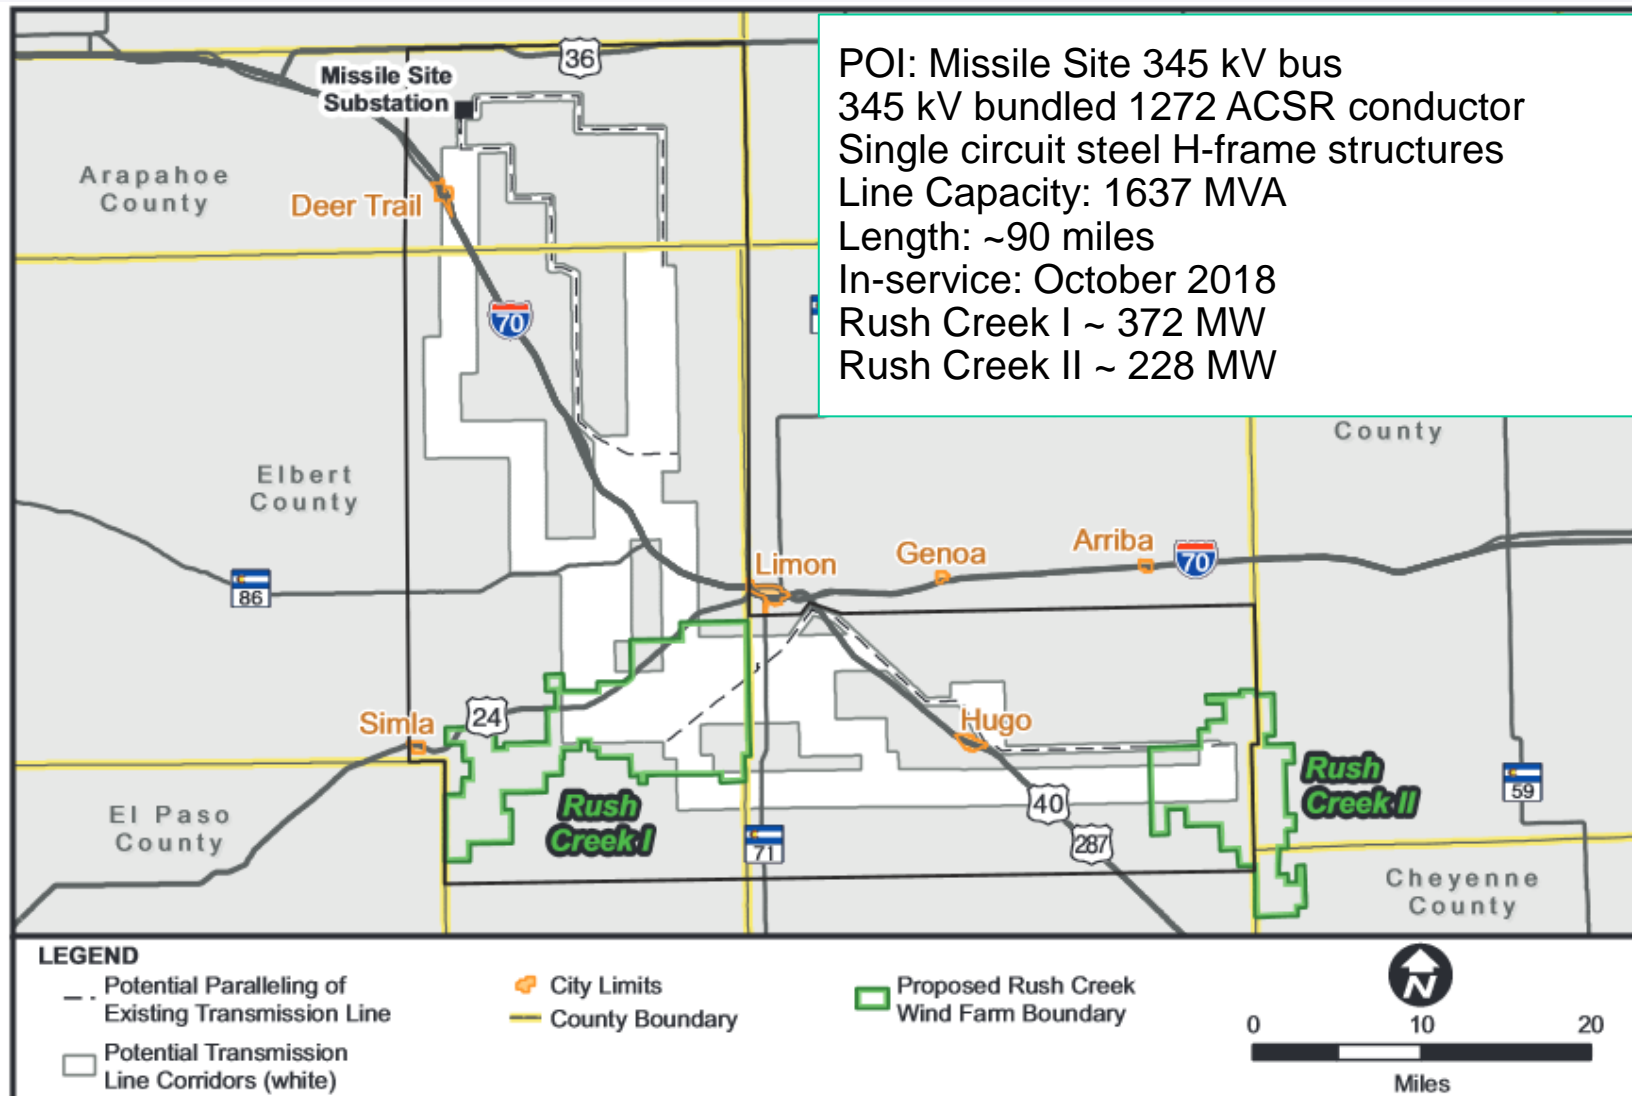 POI: Missile Site 345 kV bus
345 kV bundled 1272 ACSR conductor
Single circuit steel H-frame structures
Line Capacity: 1637 MVA
Length: ~90 miles
In-service: October 2018
Rush Creek I ~ 372 MW
Rush Creek II ~ 228 MW
36
Missile Site
Substation
Arapahoe
County
Deer Trail
70
County
Elbert
County
86
Limon
Genoa
Arriba
70
Simla
24
Hugo
Rush
Creek I
Rush
Creek II
El Paso
County
71
40
287
59
Cheyenne
County
LEGEND
Potential Paralleling of
Existing Transmission Line
Potential Transmission
Line Corridors (white)
City Limits
County Boundary
Proposed Rush Creek
Wind Farm Boundary
N
0 10 20
Miles